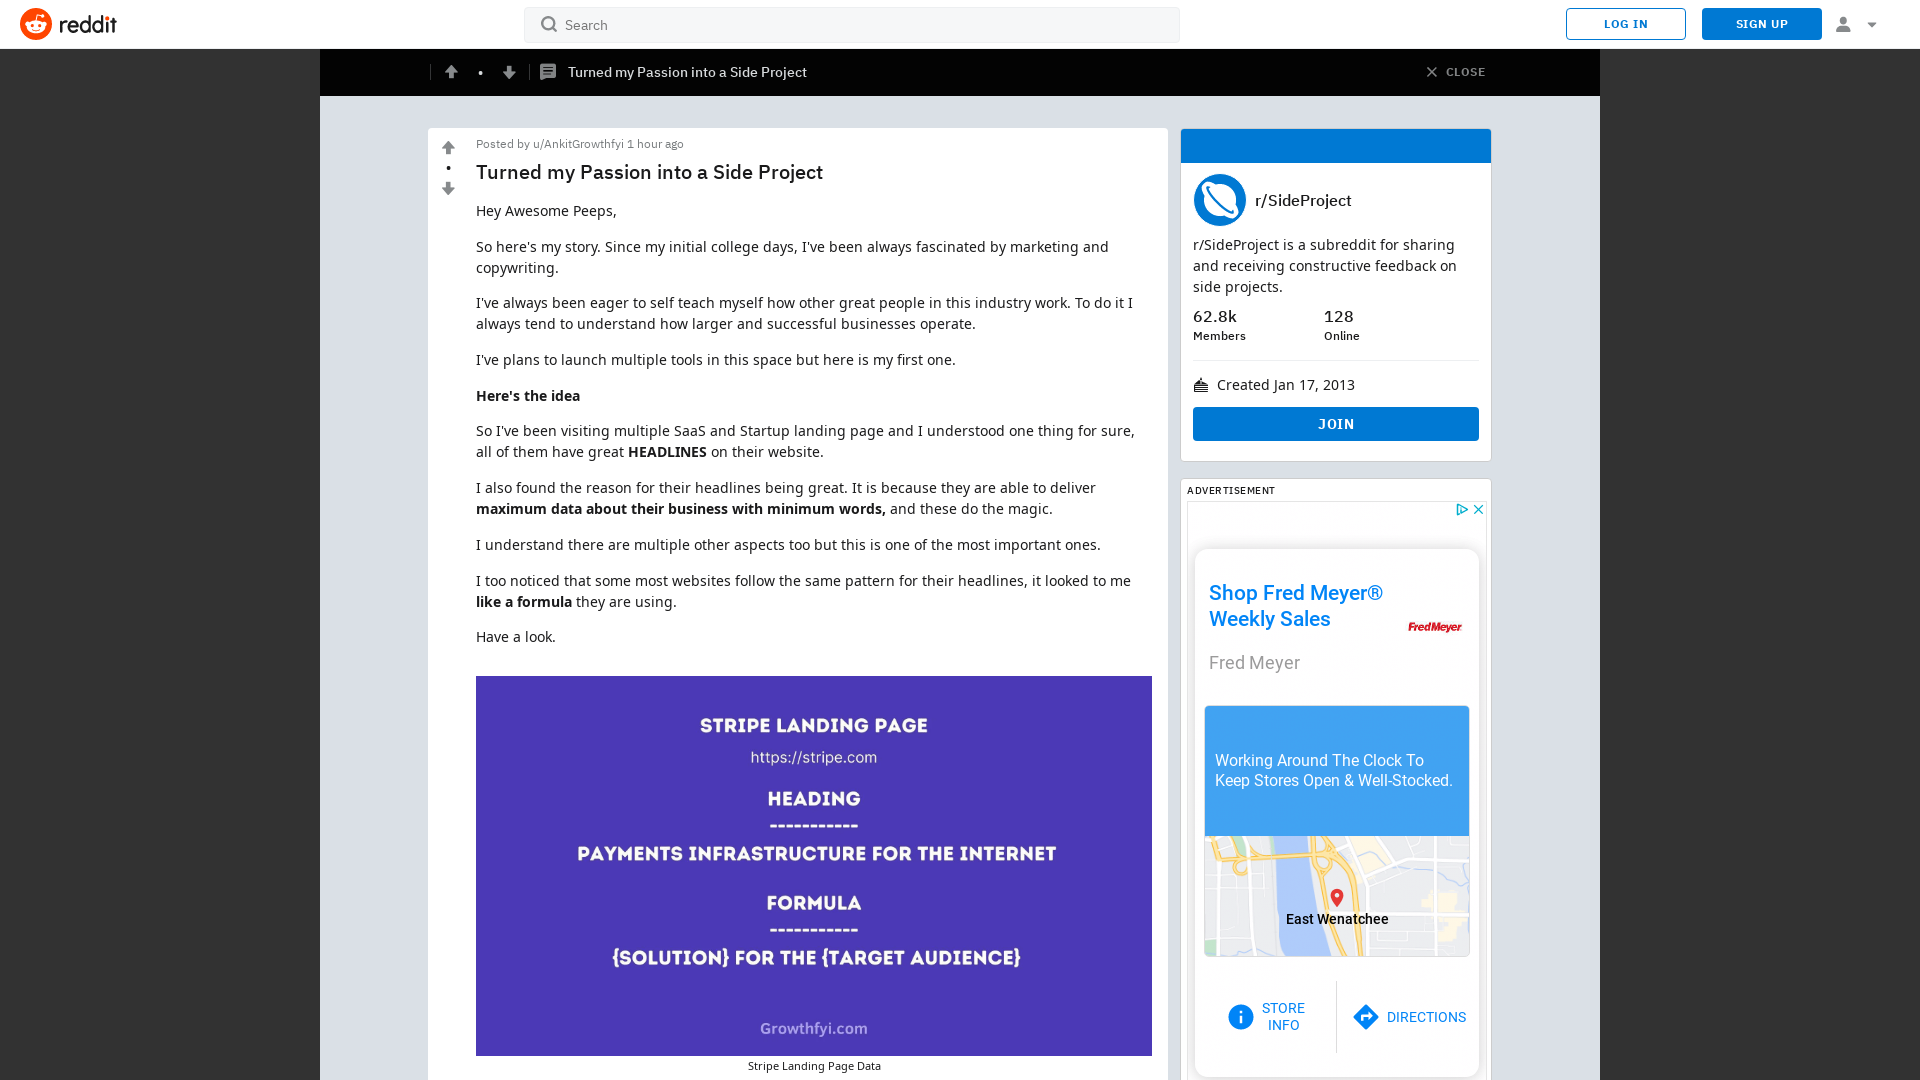 reddit
Search
LOG IN
SIGN UP
Turned my Passion into a Side Project
CLOSE
Posted by u/AnkitGrowthfyi 1 hour ago
Turned my Passion into a Side Project
Hey Awesome Peeps,
So here's my story. Since my initial college days, I've been always fascinated by marketing and
copywriting.
I've always been eager to self teach myself how other great people in this industry work. To do it I
always tend to understand how larger and successful businesses operate.
I've plans to launch multiple tools in this space but here is my first one.
Here's the idea
So I've been visiting multiple SaaS and Startup landing page and I understood one thing for sure,
all of them have great HEADLINES on their website.
I also found the reason for their headlines being great. It is because they are able to deliver
maximum data about their business with minimum words, and these do the magic.
I understand there are multiple other aspects too but this is one of the most important ones.
I too noticed that some most websites follow the same pattern for their headlines, it looked to me
like a formula they are using.
Have a look.
STRIPE LANDING PAGE
https://stripe.com
HEADING
-----------
PAYMENTS INFRASTRUCTURE FOR THE INTERNET
FORMULA
-----------
{SOLUTION} FOR THE {TARGET AUDIENCE}
Growthfyi.com
Stripe Landing Page Data
r/SideProject
r/SideProject is a subreddit for sharing
and receiving constructive feedback on
side projects.
62.8k
Members
128
Online
Created Jan 17, 2013
JOIN
ADVERTISEMENT
Shop Fred Meyer®
Weekly Sales
FredMeyer
Fred Meyer
Working Around The Clock To
Keep Stores Open & Well-Stocked.
East Wenatchee
STORE
INFO
DIRECTIONS